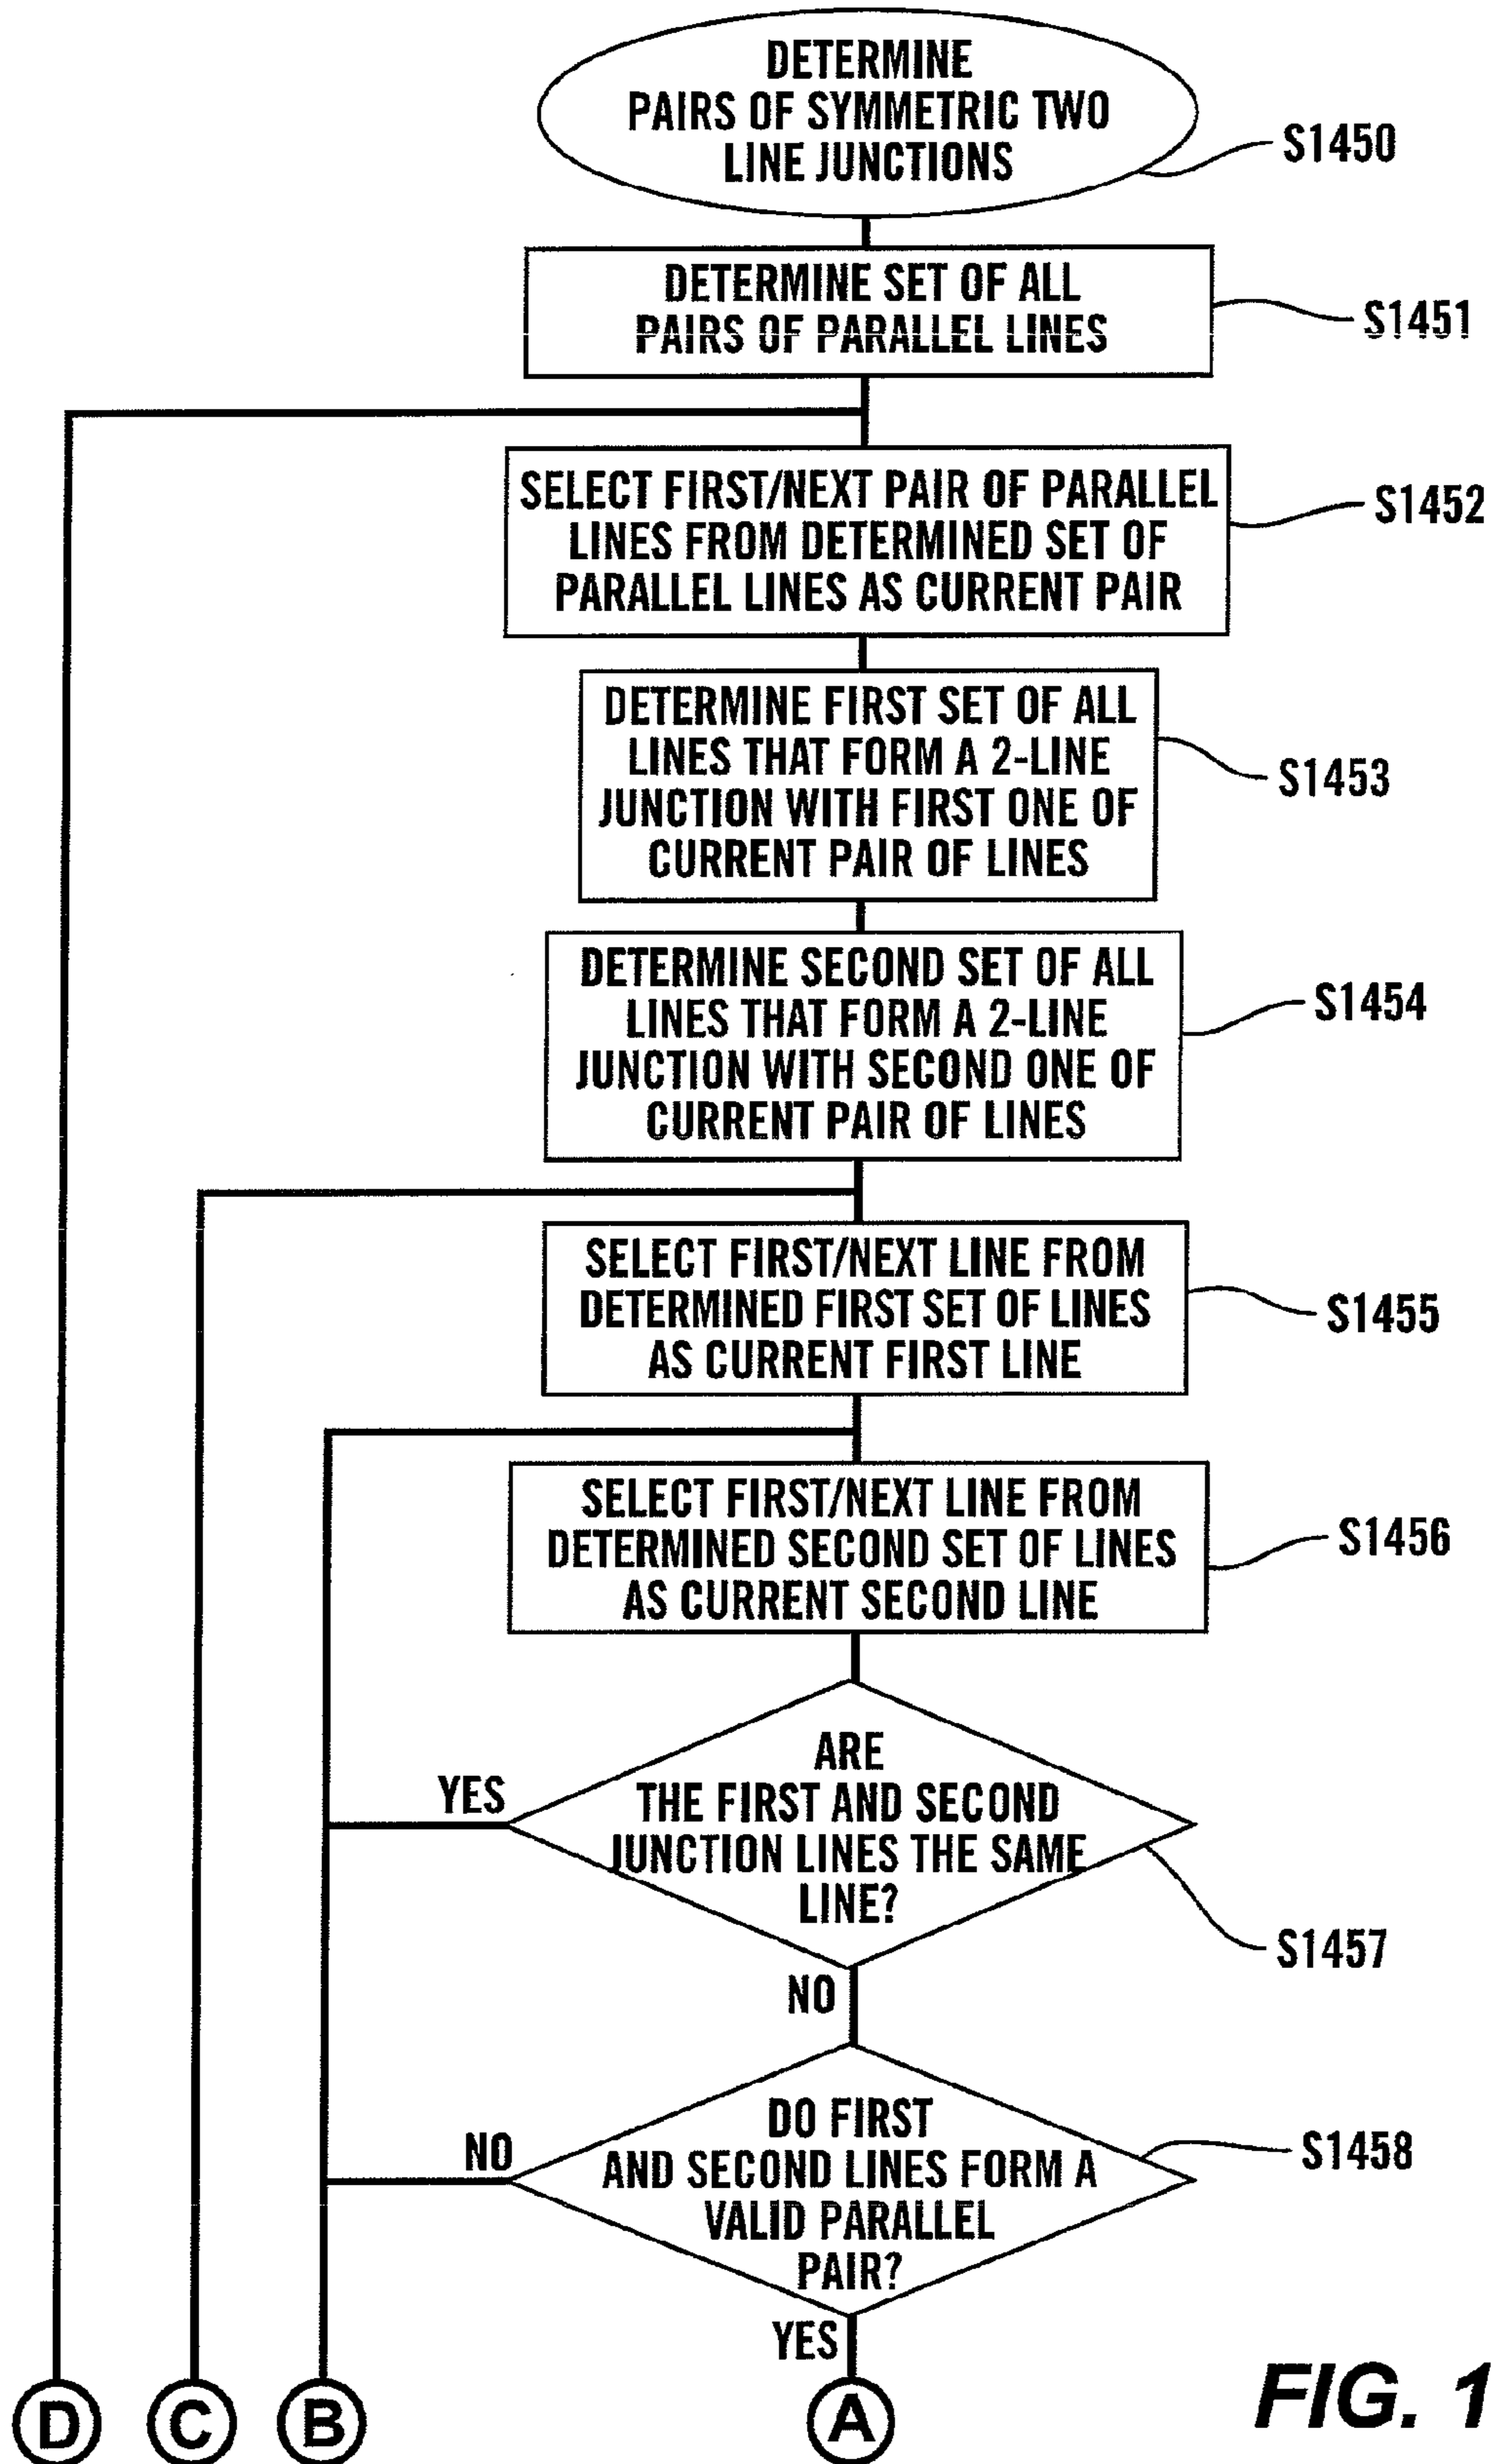 DETERMINE
PAIRS OF SYMMETRIC TWO
LINE JUNCTIONS
S1450
DETERMINE SET OF ALL
PAIRS OF PARALLEL LINES
S1451
SELECT FIRST/NEXT PAIR OF PARALLEL
LINES FROM DETERMINED SET OF
PARALLEL LINES AS CURRENT PAIR
S1452
DETERMINE FIRST SET OF ALL
LINES THAT FORM A 2-LINE
JUNCTION WITH FIRST ONE OF
CURRENT PAIR OF LINES
S1453
DETERMINE SECOND SET OF ALL
LINES THAT FORM A 2-LINE
JUNCTION WITH SECOND ONE OF
CURRENT PAIR OF LINES
S1454
SELECT FIRST/NEXT LINE FROM
DETERMINED FIRST SET OF LINES
AS CURRENT FIRST LINE
S1455
SELECT FIRST/NEXT LINE FROM
DETERMINED SECOND SET OF LINES
AS CURRENT SECOND LINE
S1456
ARE
THE FIRST AND SECOND
JUNCTION LINES THE SAME
LINE?
YES
S1457
NO
DO FIRST
AND SECOND LINES FORM A
VALID PARALLEL
PAIR?
NO
S1458
YES
D
C
B
A
FIG. 1